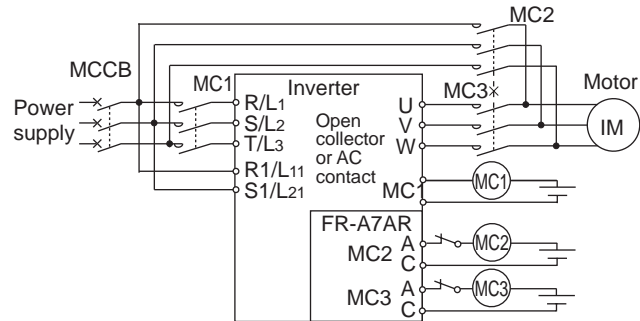 MC2
MCCB
MC1
Inverter
MC3
Motor
Power
supply
R/L1
S/L2
T/L3
R1/L11
S1/L21
Open
collector
or AC
contact
U
V
W
IM
MC1
MC1
FR-A7AR
MC2
A
C
MC2
MC3
A
C
MC3